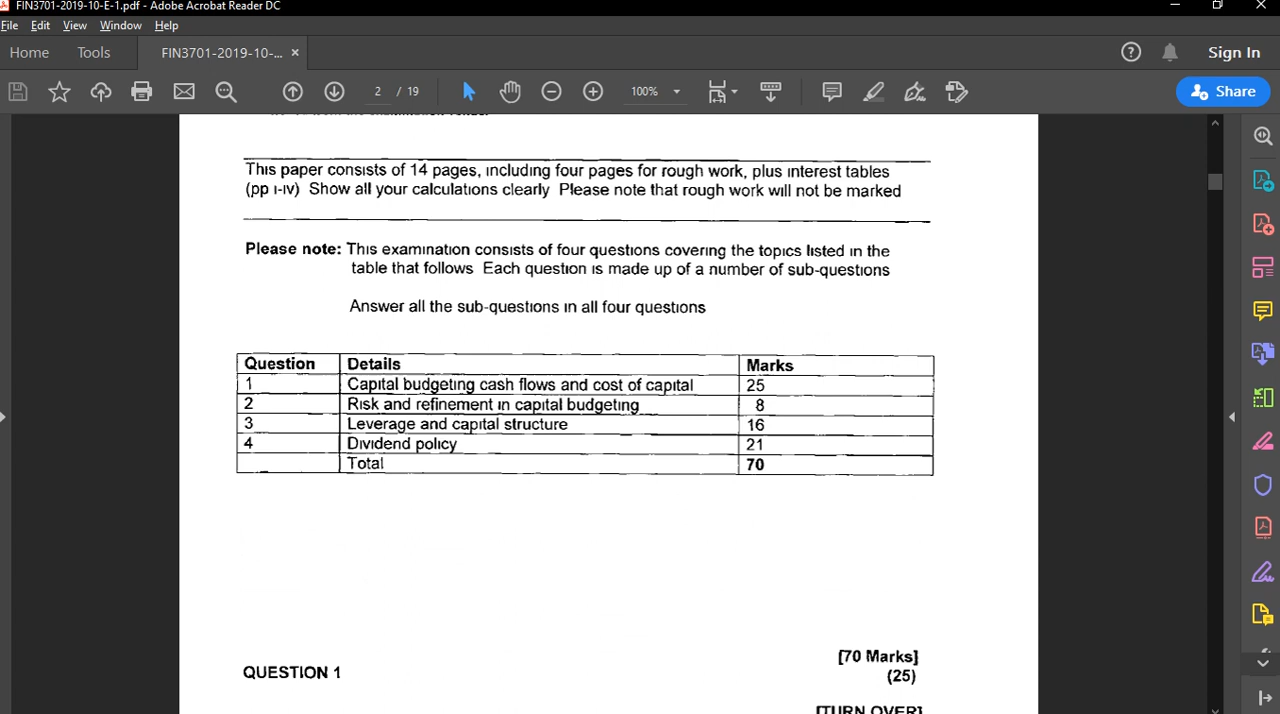 FIN3701-2019-10-E-1.pdf - Adobe Acrobat Reader DC
File Edit View Window Help
Home Tools FIN3701-2019-10-... × Sign In
2 / 19 100% Share
This paper consists of 14 pages, including four pages for rough work, plus interest tables
(pp i-iv) Show all your calculations clearly Please note that rough work will not be marked
Please note: This examination consists of four questions covering the topics listed in the
table that follows Each question is made up of a number of sub-questions
Answer all the sub-questions in all four questions
Question Details Marks
1 Capital budgeting cash flows and cost of capital 25
2 Risk and refinement in capital budgeting 8
3 Leverage and capital structure 16
4 Dividend policy 21
Total 70
[70 Marks]
QUESTION 1 (25)
[TURN OVER]